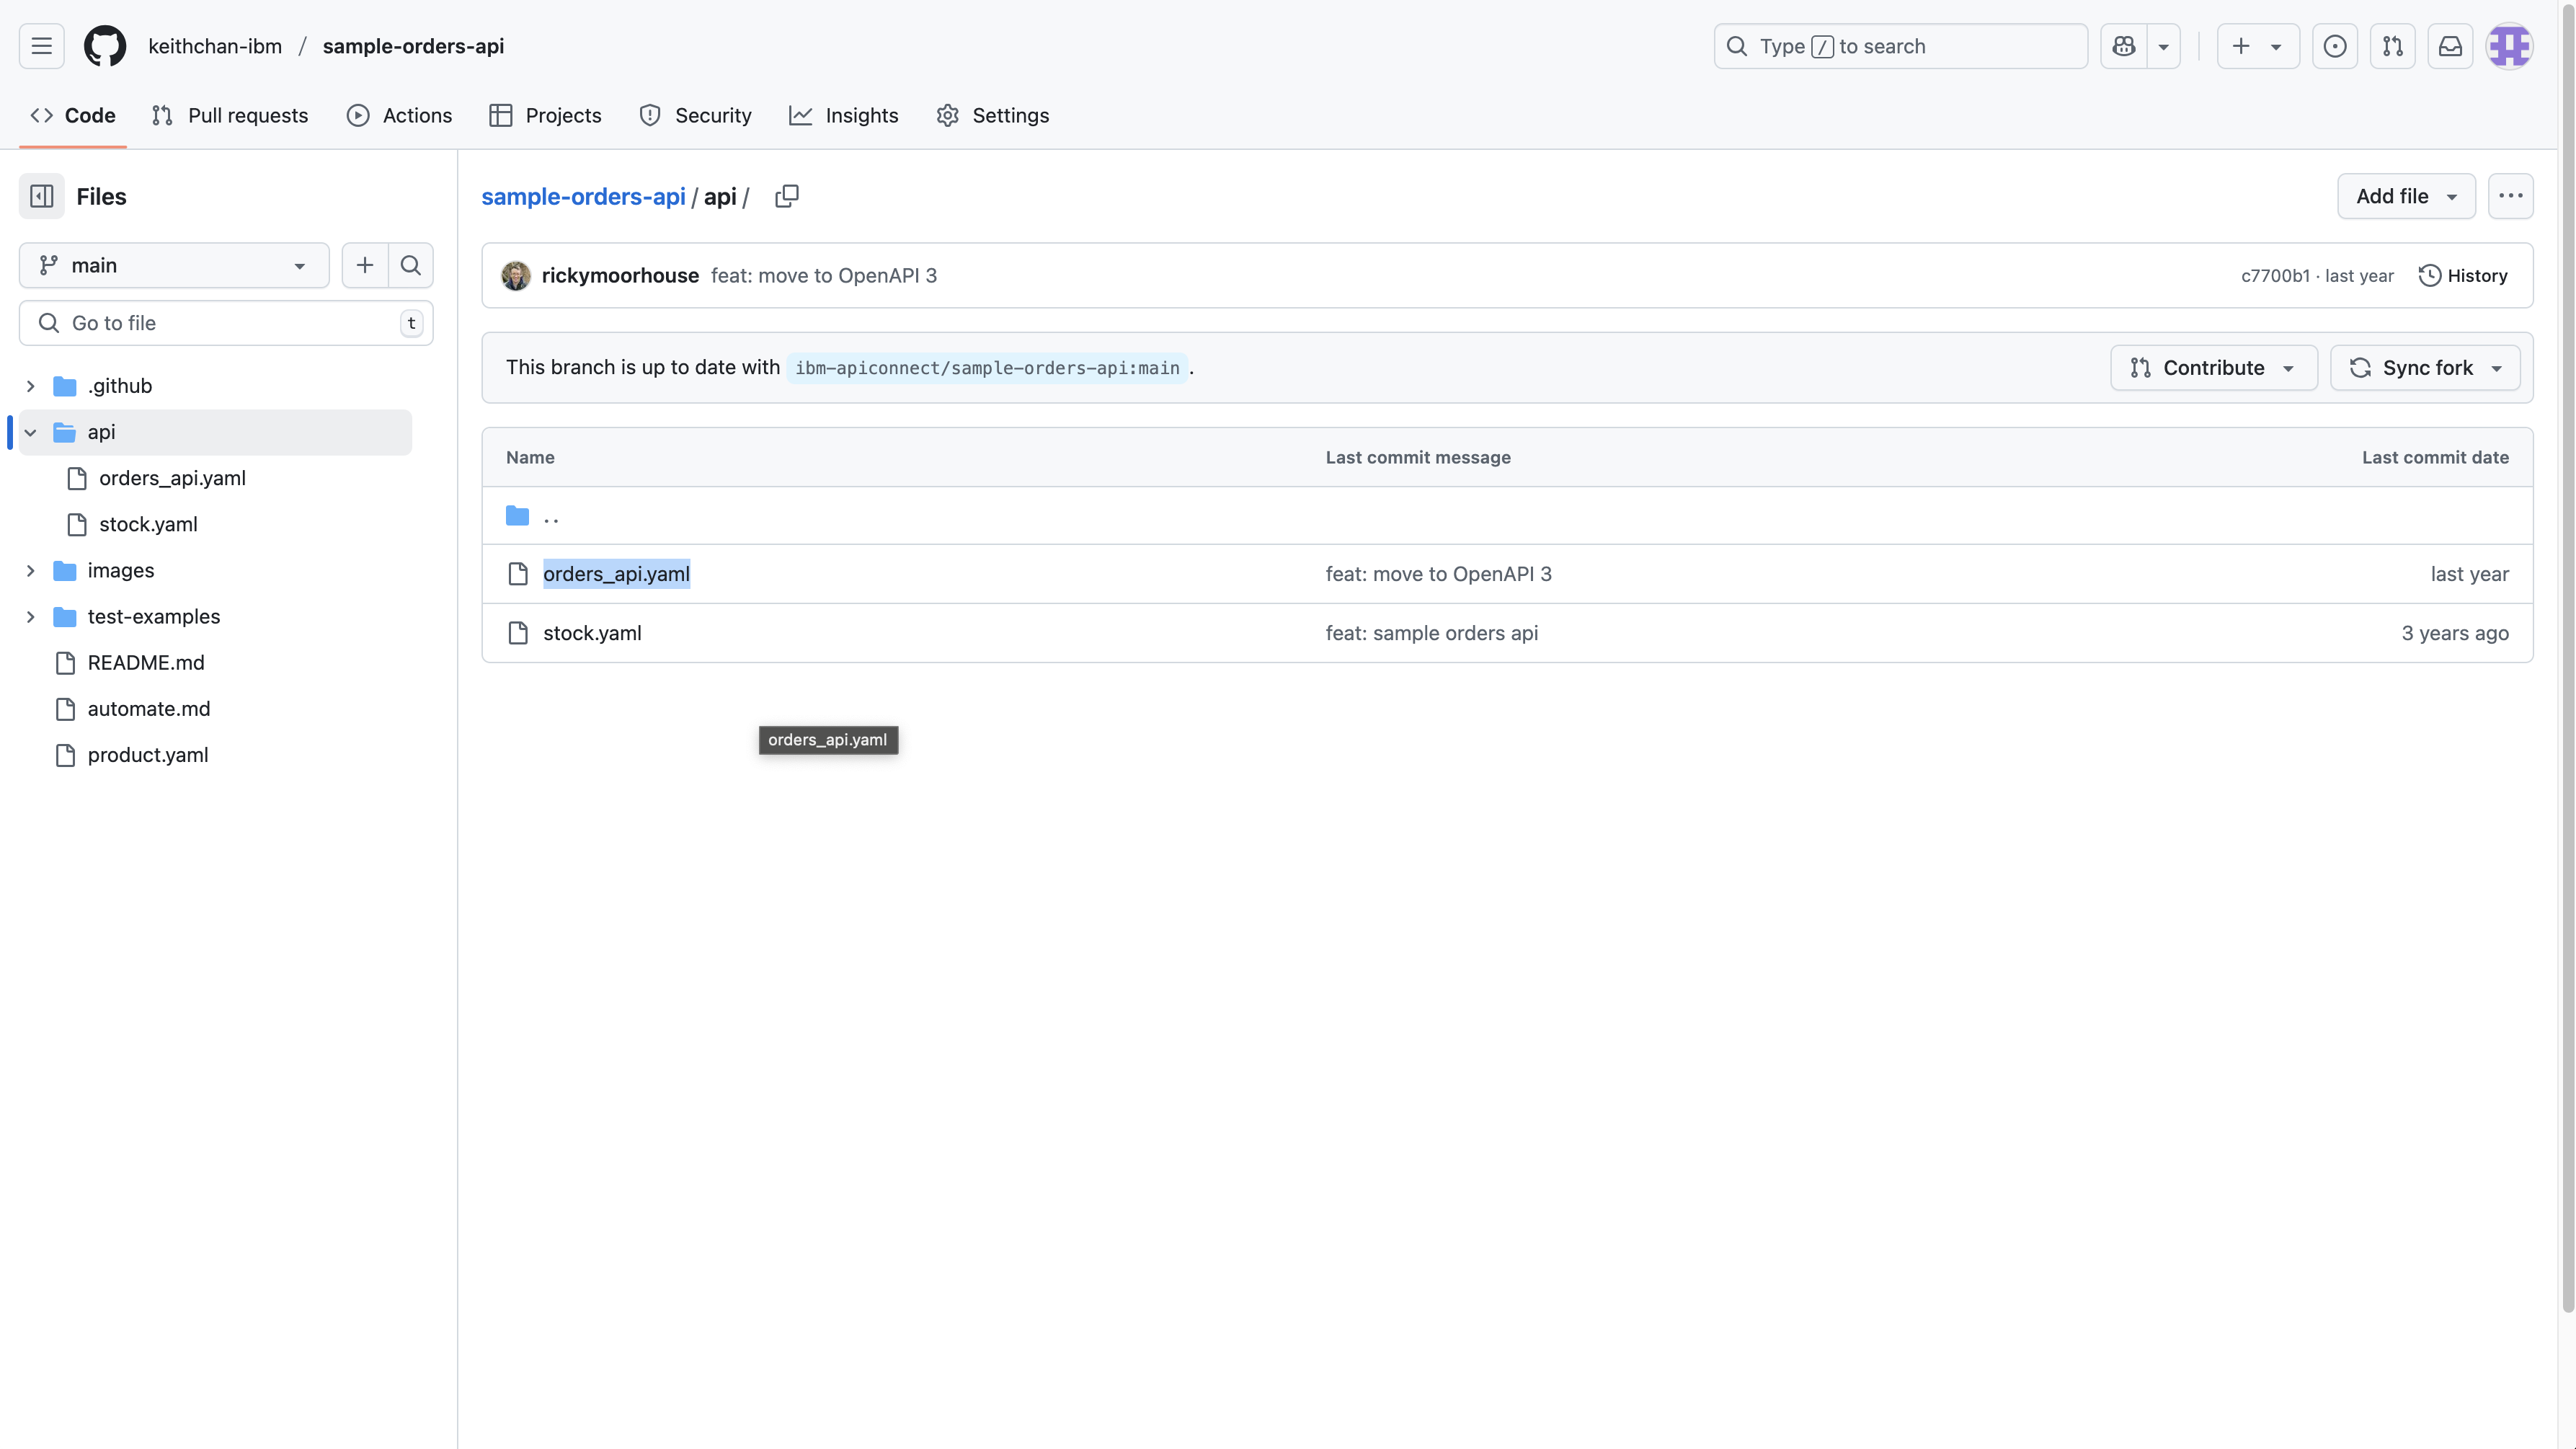 keithchan-ibm / sample-orders-api
Type / to search
Code Pull requests Actions Projects Security Insights Settings
Files
main
Go to file t
.github
api
orders_api.yaml
stock.yaml
images
test-examples
README.md
automate.md
product.yaml
sample-orders-api / api /
Add file
rickymoorhouse feat: move to OpenAPI 3 c7700b1 · last year History
This branch is up to date with ibm-apiconnect/sample-orders-api:main .
Contribute Sync fork
Name Last commit message Last commit date
..
orders_api.yaml feat: move to OpenAPI 3 last year
stock.yaml feat: sample orders api 3 years ago
orders_api.yaml